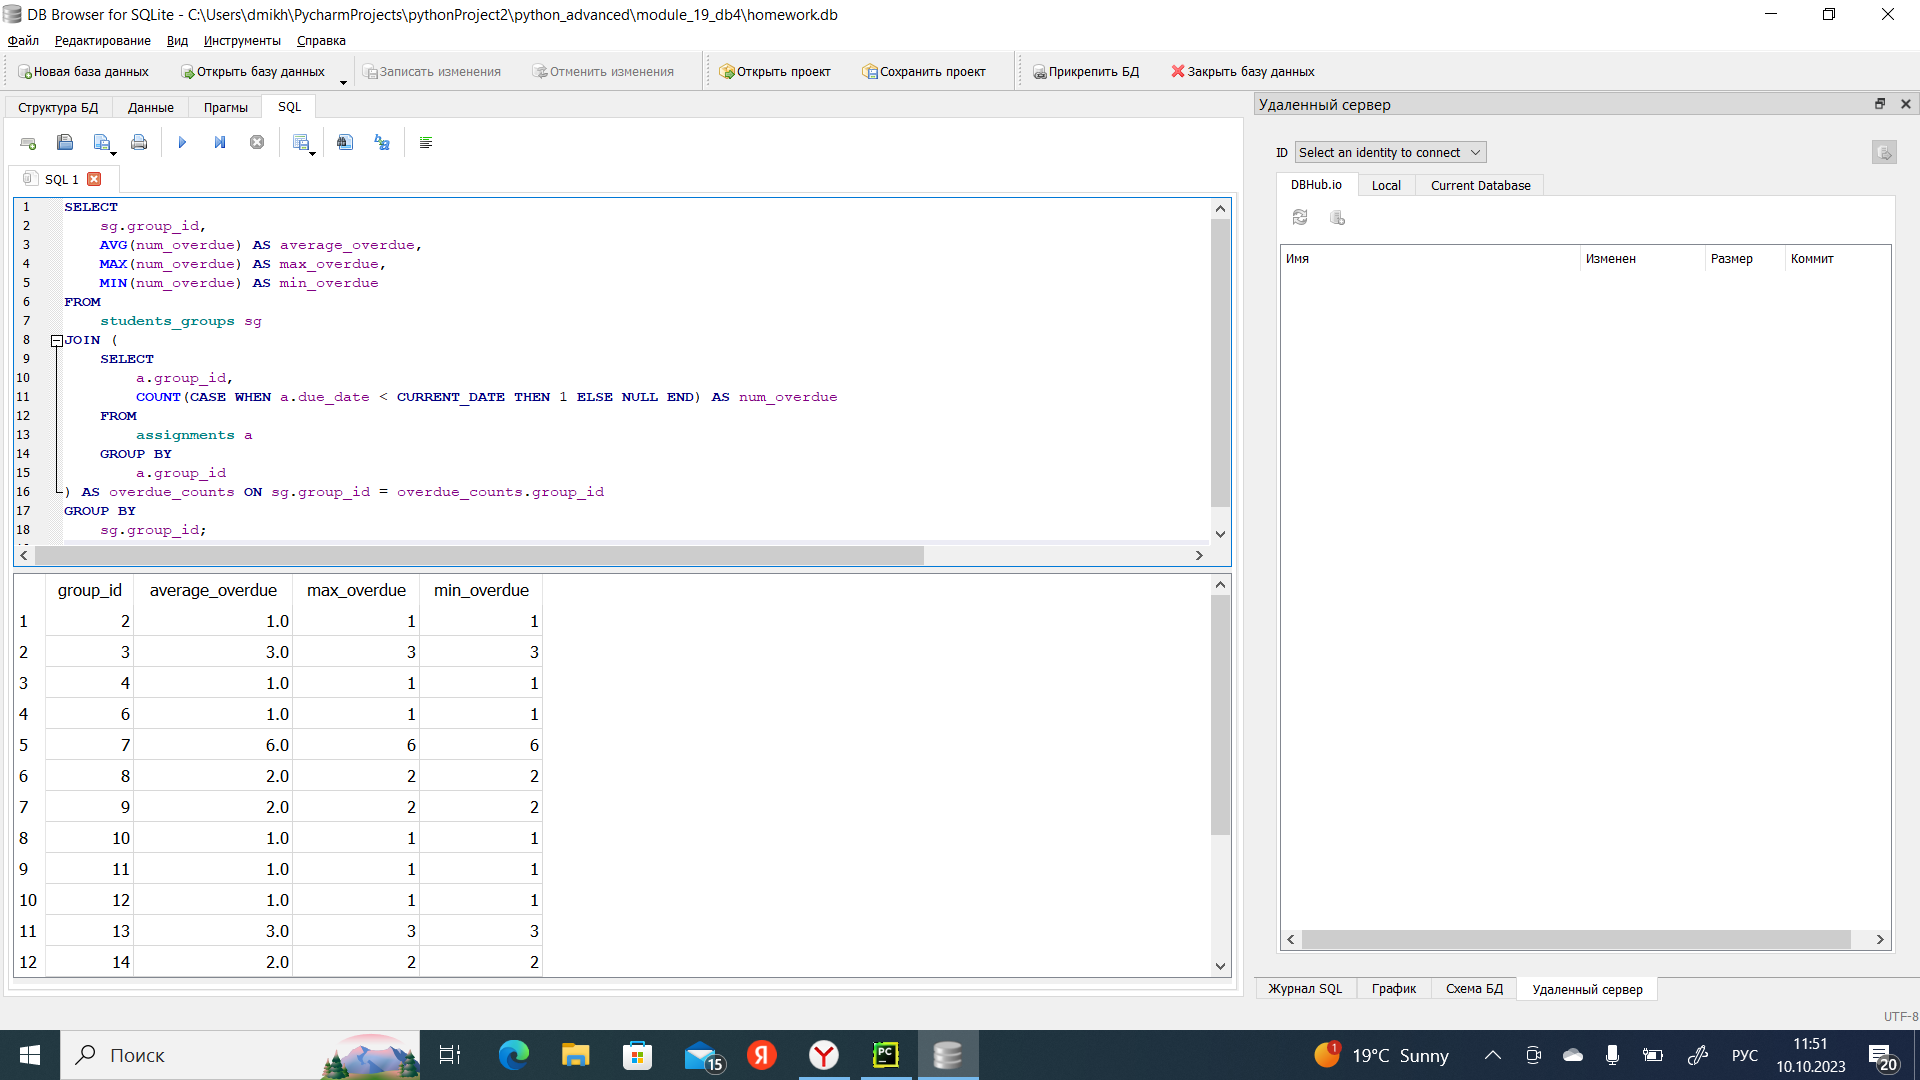 DB Browser for SQLite - C:\Users\dmikh\PycharmProjects\pythonProject2\python_advanced\module_19_db4\homework.db
Файл Редактирование Вид Инструменты Справка
Новая база данных Открыть базу данных Записать изменения Отменить изменения Открыть проект Сохранить проект Прикрепить БД Закрыть базу данных
Структура БД Данные Прагмы SQL
SQL 1
1 SELECT
2 sg.group_id,
3 AVG(num_overdue) AS average_overdue,
4 MAX(num_overdue) AS max_overdue,
5 MIN(num_overdue) AS min_overdue
6 FROM
7 students_groups sg
8 JOIN (
9 SELECT
10 a.group_id,
11 COUNT(CASE WHEN a.due_date < CURRENT_DATE THEN 1 ELSE NULL END) AS num_overdue
12 FROM
13 assignments a
14 GROUP BY
15 a.group_id
16 ) AS overdue_counts ON sg.group_id = overdue_counts.group_id
17 GROUP BY
18 sg.group_id;
group_id average_overdue max_overdue min_overdue
1 2 1.0 1 1
2 3 3.0 3 3
3 4 1.0 1 1
4 6 1.0 1 1
5 7 6.0 6 6
6 8 2.0 2 2
7 9 2.0 2 2
8 10 1.0 1 1
9 11 1.0 1 1
10 12 1.0 1 1
11 13 3.0 3 3
12 14 2.0 2 2
Удаленный сервер
ID Select an identity to connect
DBHub.io Local Current Database
Имя Изменен Размер Коммит
Журнал SQL График Схема БД Удаленный сервер
UTF-8
Поиск
15
Я
Y
PC
1
19°C Sunny
РУС
11:51
10.10.2023
20